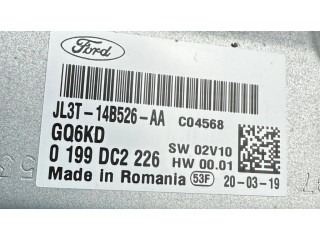 Ford
JL3T-14B526-AA C04568
GQ6KD
0 199 DC2 226
SW 02V10
HW 00.01
Made in Romania 53F 20-03-19